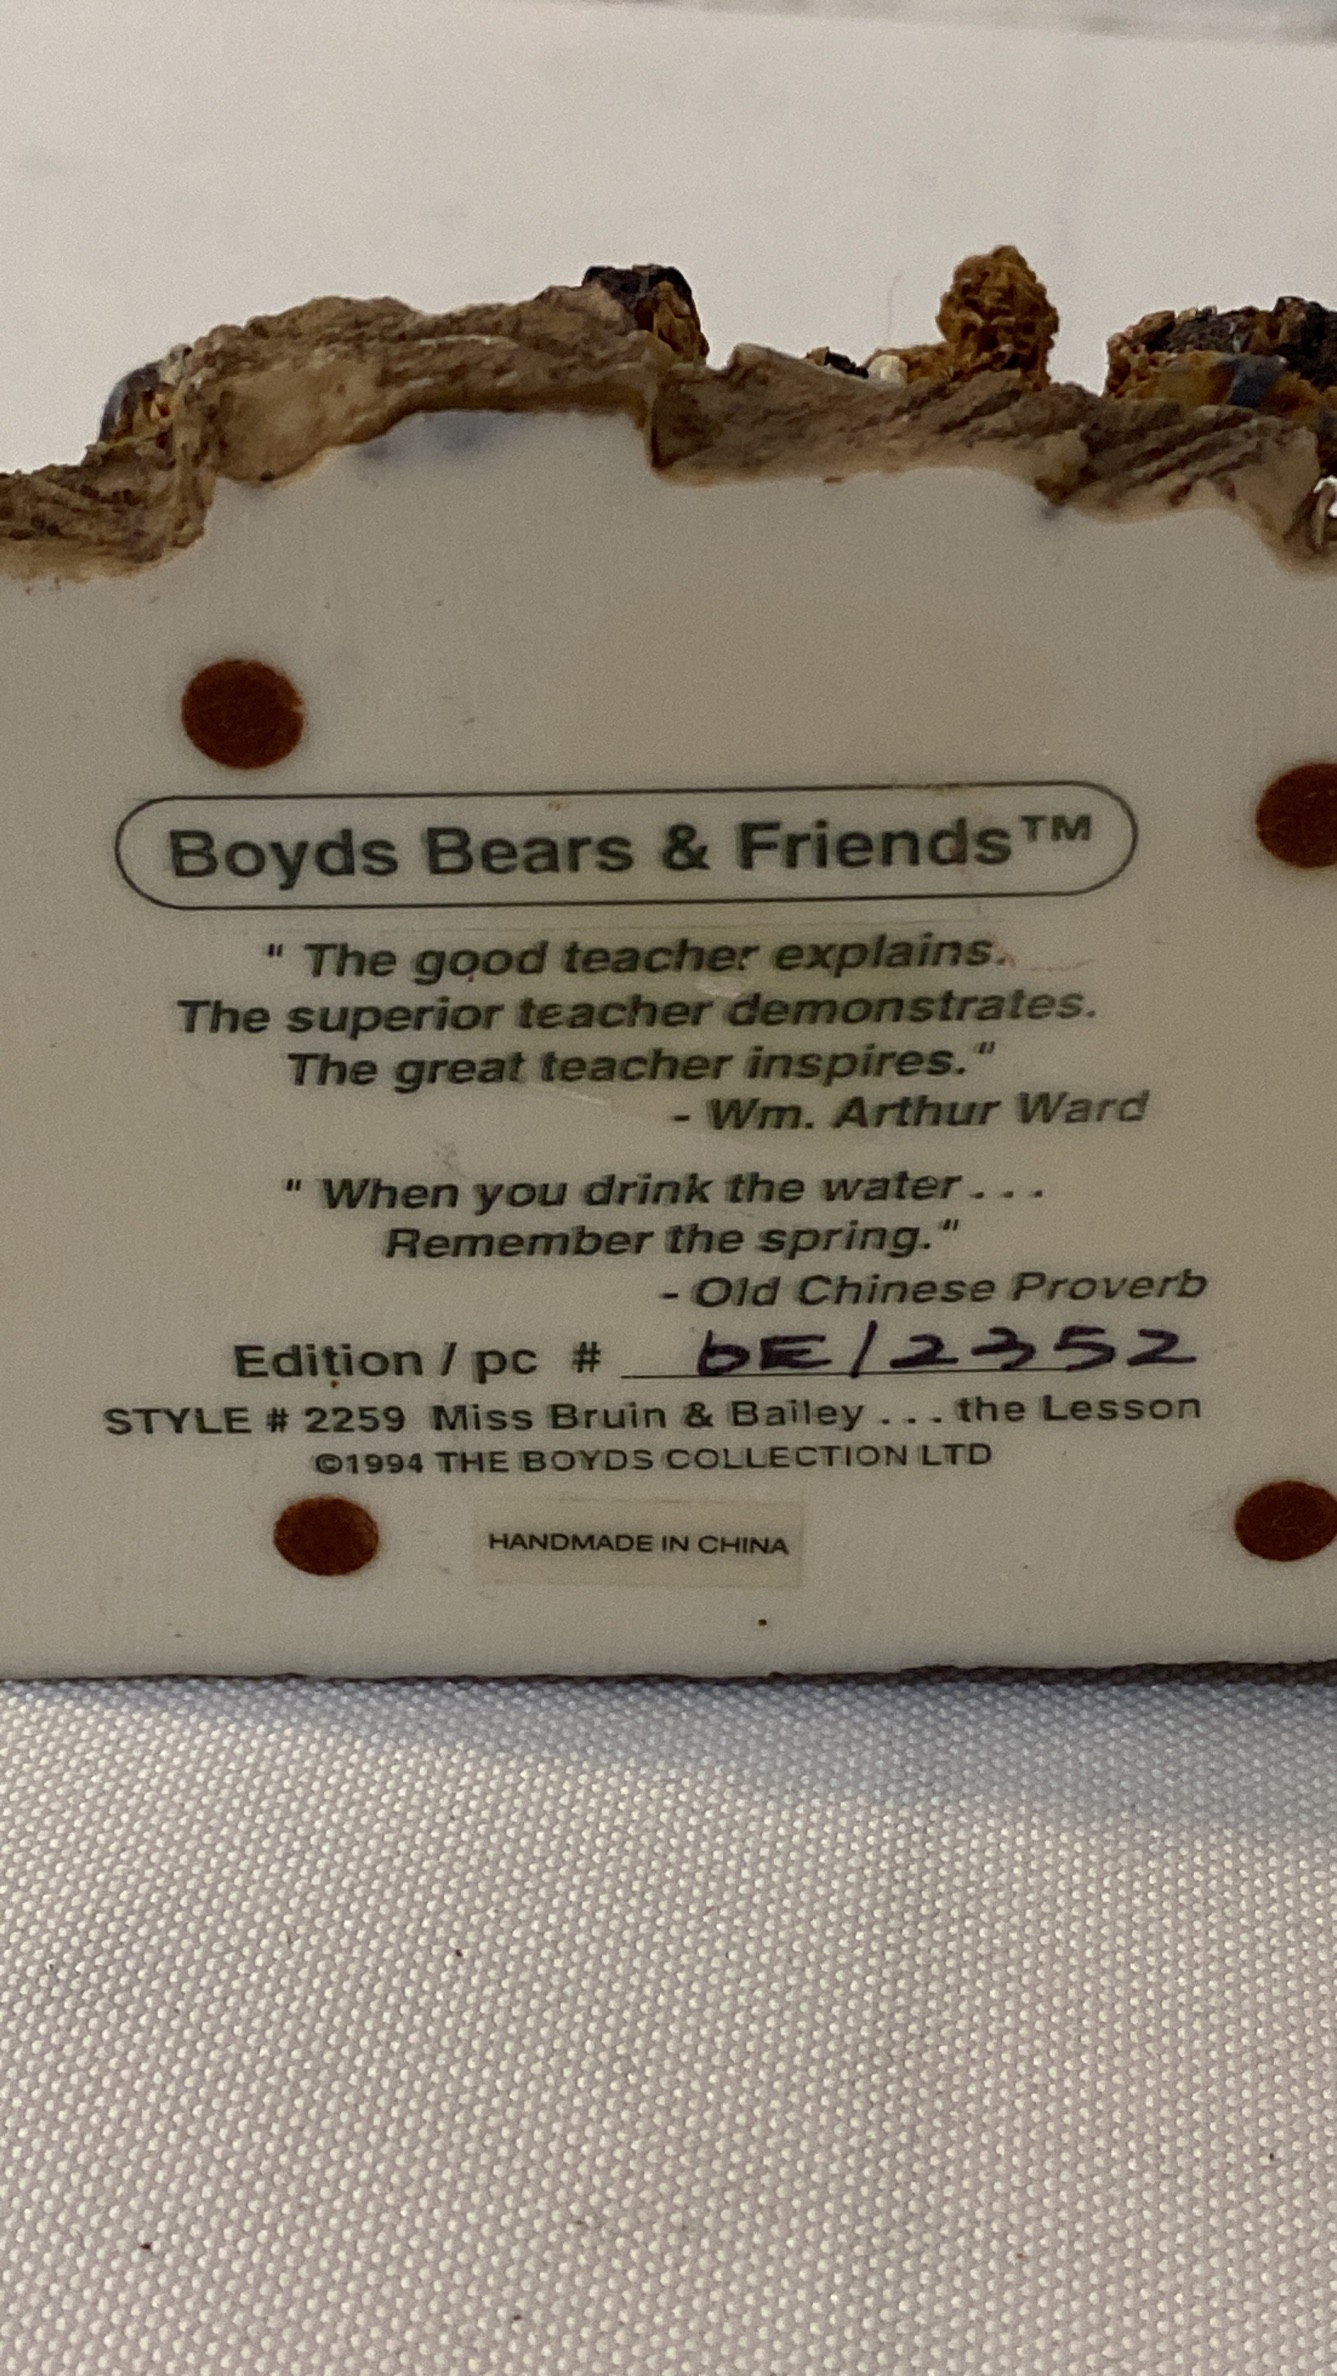 Boyds Bears & Friends™
" The good teacher explains.
The superior teacher demonstrates.
The great teacher inspires."
- Wm. Arthur Ward
" When you drink the water . . .
Remember the spring."
- Old Chinese Proverb
Edition / pc # 6E/2352
STYLE # 2259 Miss Bruin & Bailey . . . the Lesson
©1994 THE BOYDS COLLECTION LTD
HANDMADE IN CHINA